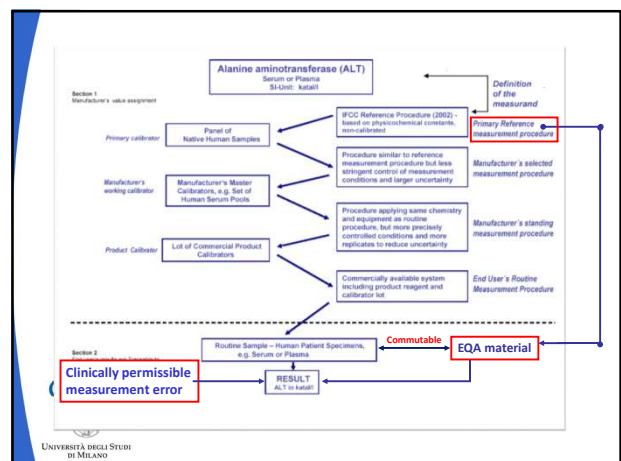 Alanine aminotransferase (ALT)
Serum or Plasma
SI-Unit: katal/l
Section 1
Manufacturer's value assignment
Definition
of the
measurand
IFCC Reference Procedure (2002) -
based on physicochemical constants,
non-calibrated
Primary Reference
measurement procedure
Primary calibrator
Panel of
Native Human Samples
Procedure similar to reference
measurement procedure but less
stringent control of measurement
conditions and larger uncertainty
Manufacturer's selected
measurement procedure
Manufacturer's
working calibrator
Manufacturer's Master
Calibrators, e.g. Set of
Human Serum Pools
Procedure applying same chemistry
and equipment as routine
procedure, but more precisely
controlled conditions and more
replicates to reduce uncertainty
Manufacturer's standing
measurement procedure
Product Calibrator
Lot of Commercial Product
Calibrators
Commercially available system
including product reagent and
calibrator lot
End User's Routine
Measurement Procedure
Section 2
Routine Sample – Human Patient Specimens,
e.g. Serum or Plasma
Commutable
EQA material
Clinically permissible
measurement error
RESULT
ALT in katal/l
UNIVERSITÀ DEGLI STUDI
DI MILANO